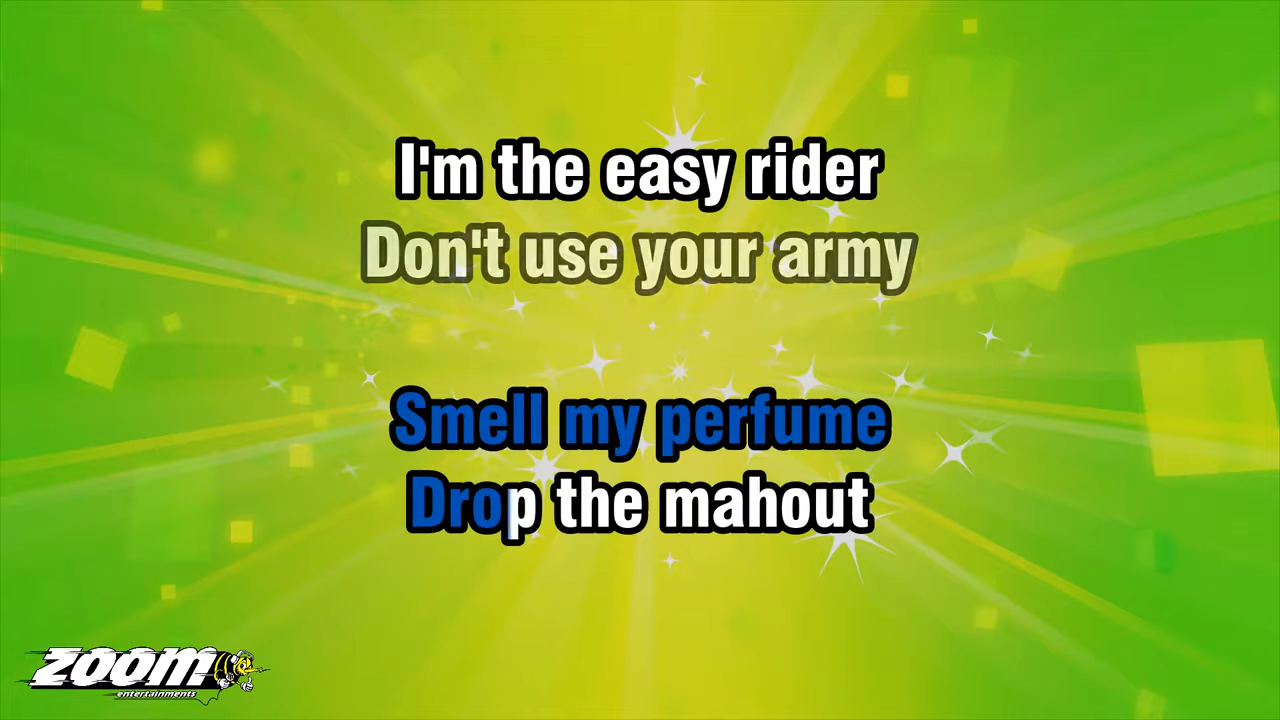 I'm the easy rider
Don't use your army
Smell my perfume
Drop the mahout
ZOOM
entertainments